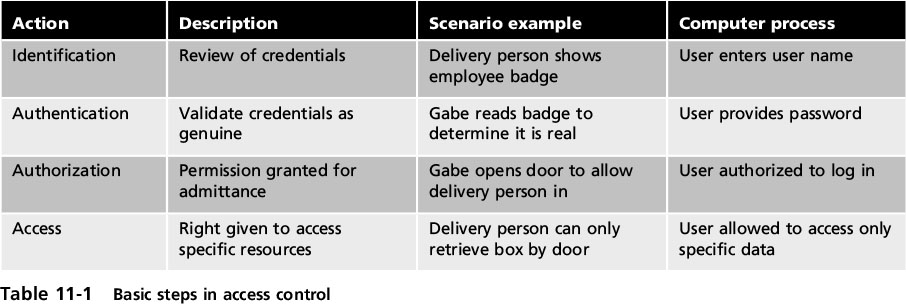 Action Description Scenario example Computer process
Identification Review of credentials Delivery person shows User enters user name
employee badge
Authentication Validate credentials as Gabe reads badge to User provides password
genuine determine it is real
Authorization Permission granted for Gabe opens door to allow User authorized to log in
admittance delivery person in
Access Right given to access Delivery person can only User allowed to access only
specific resources retrieve box by door specific data
Table 11-1 Basic steps in access control